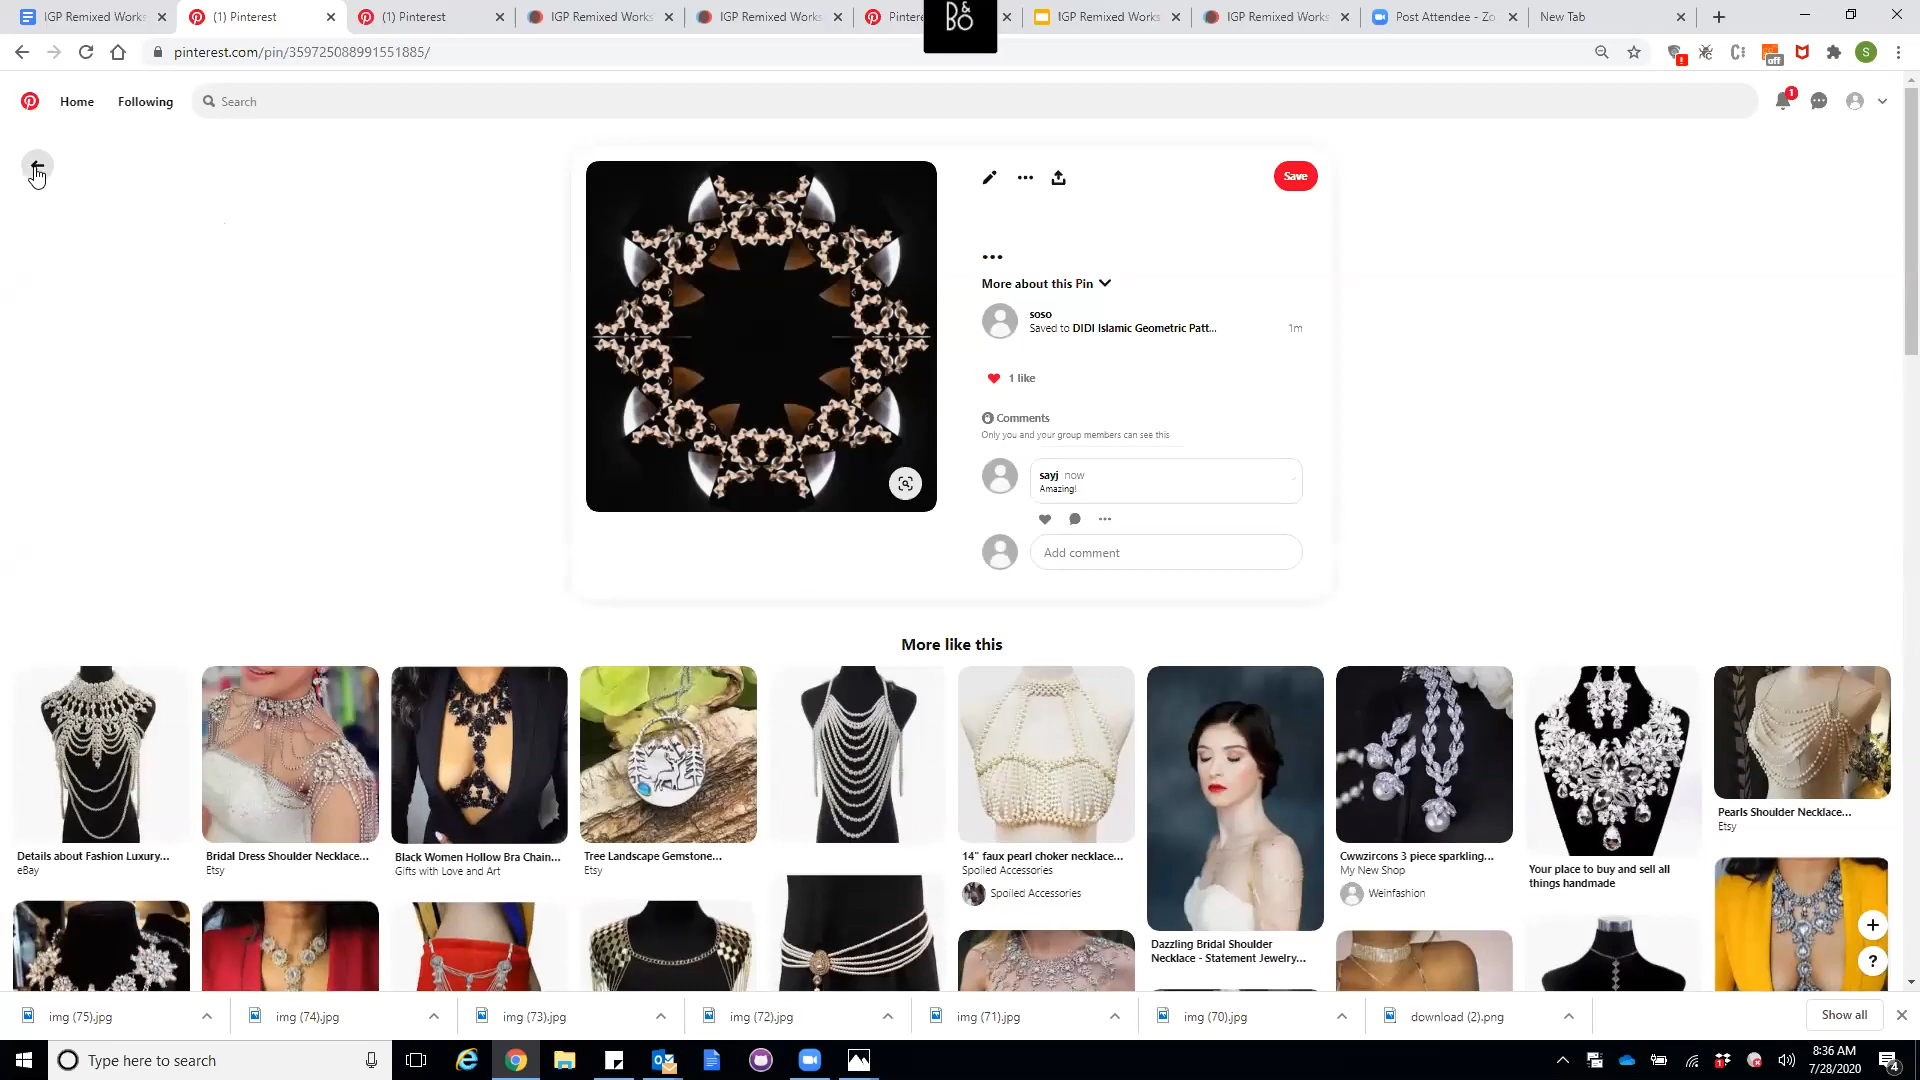 IGP Remixed Works
(1) Pinterest
(1) Pinterest
IGP Remixed Works
IGP Remixed Works
Pinter
B&O
IGP Remixed Works
IGP Remixed Works
Post Attendee - Zo
New Tab
pinterest.com/pin/359725088991551885/
off
S
Home
Following
Search
1
Save
More about this Pin
soso
Saved to DIDI Islamic Geometric Patt...
1m
1 like
Comments
Only you and your group members can see this
sayj now
Amazing!
Add comment
More like this
Details about Fashion Luxury...
eBay
Bridal Dress Shoulder Necklace...
Etsy
Black Women Hollow Bra Chain...
Gifts with Love and Art
Tree Landscape Gemstone...
Etsy
14" faux pearl choker necklace...
Spoiled Accessories
Spoiled Accessories
Dazzling Bridal Shoulder
Necklace - Statement Jewelry...
Cwwzircons 3 piece sparkling...
My New Shop
Weinfashion
Your place to buy and sell all
things handmade
Pearls Shoulder Necklace...
Etsy
img (75).jpg
img (74).jpg
img (73).jpg
img (72).jpg
img (71).jpg
img (70).jpg
download (2).png
Show all
Type here to search
8:36 AM
7/28/2020
4